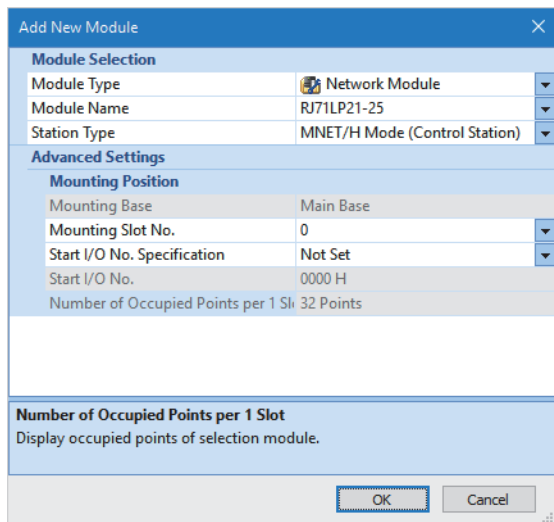 Add New Module
Module Selection
Module Type Network Module
Module Name RJ71LP21-25
Station Type MNET/H Mode (Control Station)
Advanced Settings
Mounting Position
Mounting Base Main Base
Mounting Slot No. 0
Start I/O No. Specification Not Set
Start I/O No. 0000 H
Number of Occupied Points per 1 Sl 32 Points
Number of Occupied Points per 1 Slot
Display occupied points of selection module.
OK Cancel